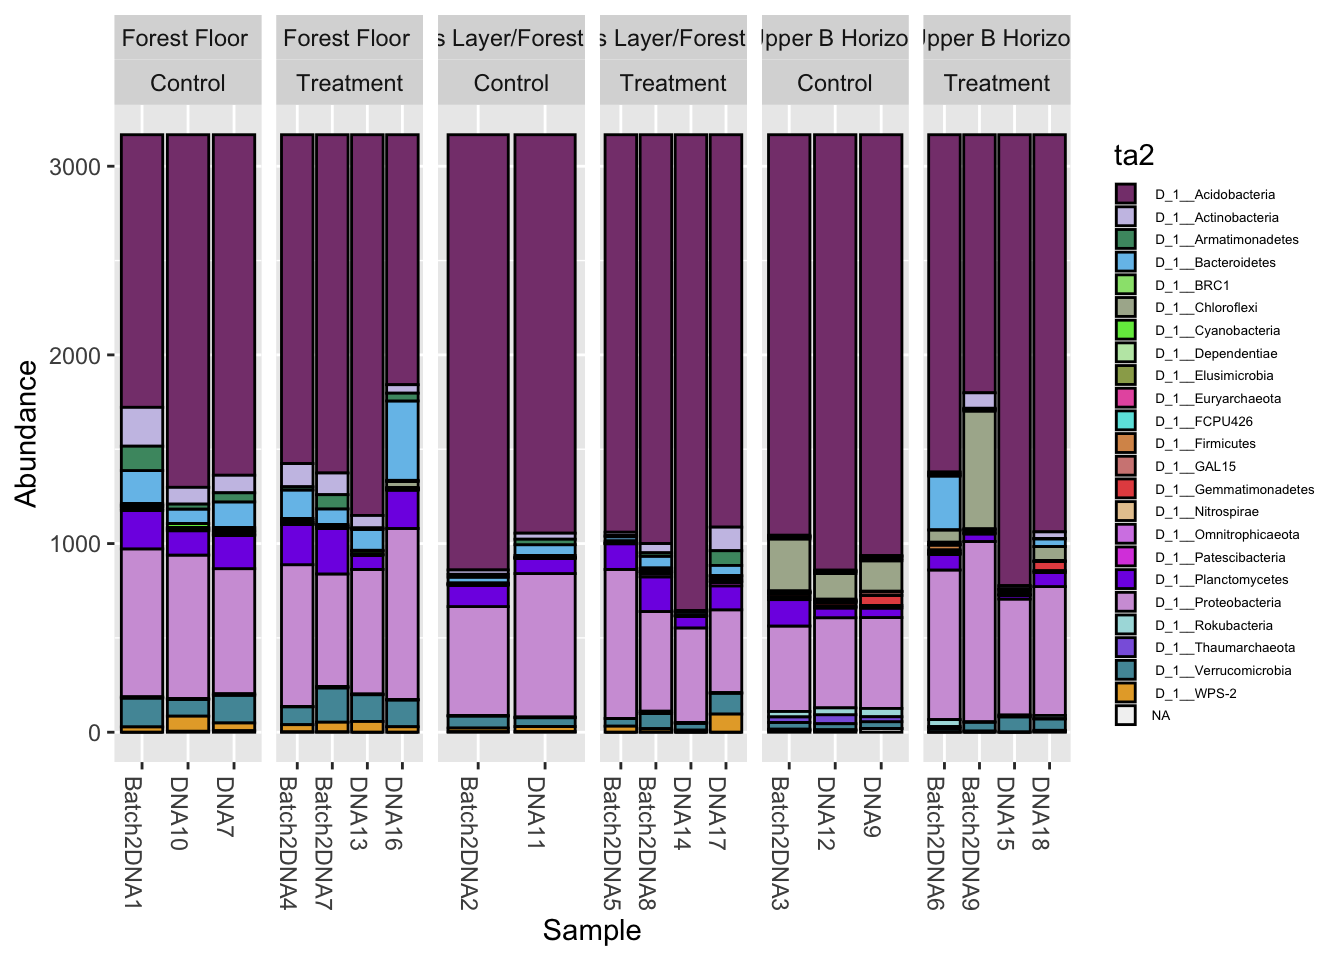 Forest Floor
Forest Floor
s Layer/Forest
s Layer/Forest
Upper B Horizo
Upper B Horizo
Control
Treatment
Control
Treatment
Control
Treatment
Abundance
3000
2000
1000
0
Batch2DNA1
DNA10
DNA7
Batch2DNA4
Batch2DNA7
DNA13
DNA16
Batch2DNA2
DNA11
Batch2DNA5
Batch2DNA8
DNA14
DNA17
Batch2DNA3
DNA12
DNA9
Batch2DNA6
Batch2DNA9
DNA15
DNA18
Sample
ta2
D_1__Acidobacteria
D_1__Actinobacteria
D_1__Armatimonadetes
D_1__Bacteroidetes
D_1__BRC1
D_1__Chloroflexi
D_1__Cyanobacteria
D_1__Dependentiae
D_1__Elusimicrobia
D_1__Euryarchaeota
D_1__FCPU426
D_1__Firmicutes
D_1__GAL15
D_1__Gemmatimonadetes
D_1__Nitrospirae
D_1__Omnitrophicaeota
D_1__Patescibacteria
D_1__Planctomycetes
D_1__Proteobacteria
D_1__Rokubacteria
D_1__Thaumarchaeota
D_1__Verrucomicrobia
D_1__WPS-2
NA